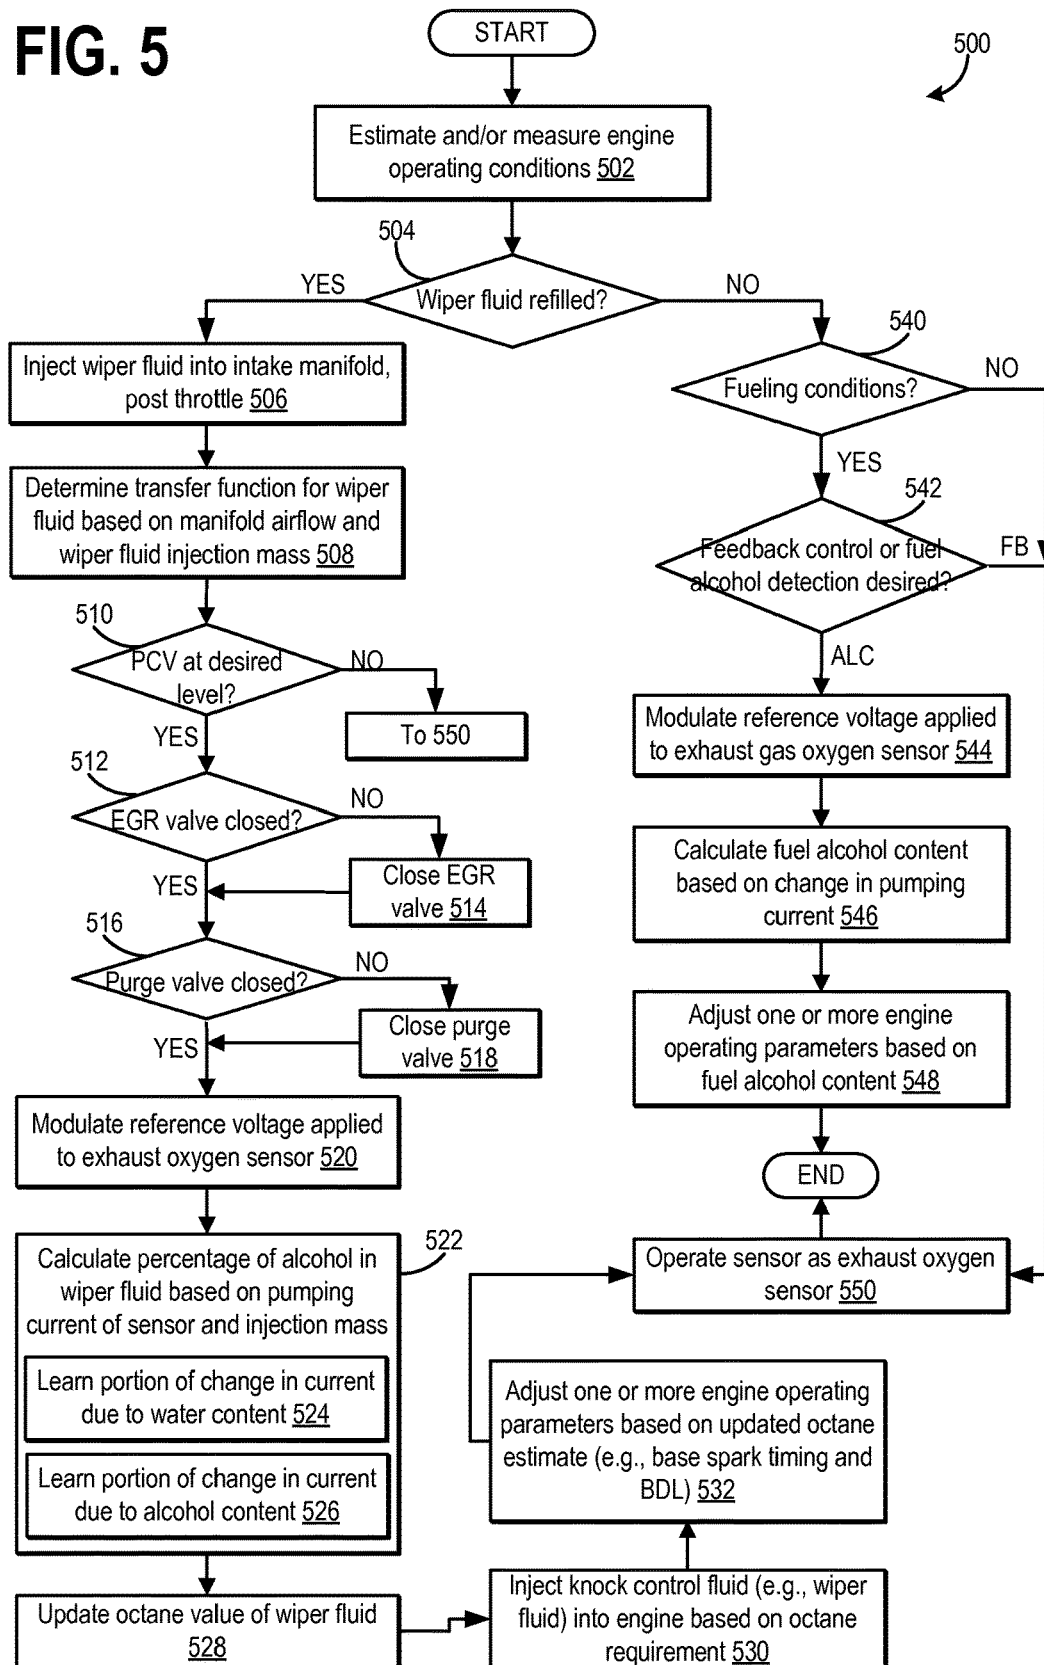 FIG. 5
START
500
Estimate and/or measure engine
operating conditions 502
504
YES
Wiper fluid refilled?
NO
540
Inject wiper fluid into intake manifold,
post throttle 506
Fueling conditions?
NO
YES
Determine transfer function for wiper
fluid based on manifold airflow and
wiper fluid injection mass 508
542
Feedback control or fuel
alcohol detection desired?
FB
ALC
510
PCV at desired
level?
NO
To 550
YES
Modulate reference voltage applied
to exhaust gas oxygen sensor 544
512
EGR valve closed?
NO
Close EGR
valve 514
YES
Calculate fuel alcohol content
based on change in pumping
current 546
516
Purge valve closed?
NO
Close purge
valve 518
YES
Adjust one or more engine
operating parameters based on
fuel alcohol content 548
Modulate reference voltage applied
to exhaust oxygen sensor 520
END
522
Calculate percentage of alcohol in
wiper fluid based on pumping
current of sensor and injection mass
Operate sensor as exhaust oxygen
sensor 550
Learn portion of change in current
due to water content 524
Learn portion of change in current
due to alcohol content 526
Adjust one or more engine operating
parameters based on updated octane
estimate (e.g., base spark timing and
BDL) 532
Update octane value of wiper fluid
528
Inject knock control fluid (e.g., wiper
fluid) into engine based on octane
requirement 530